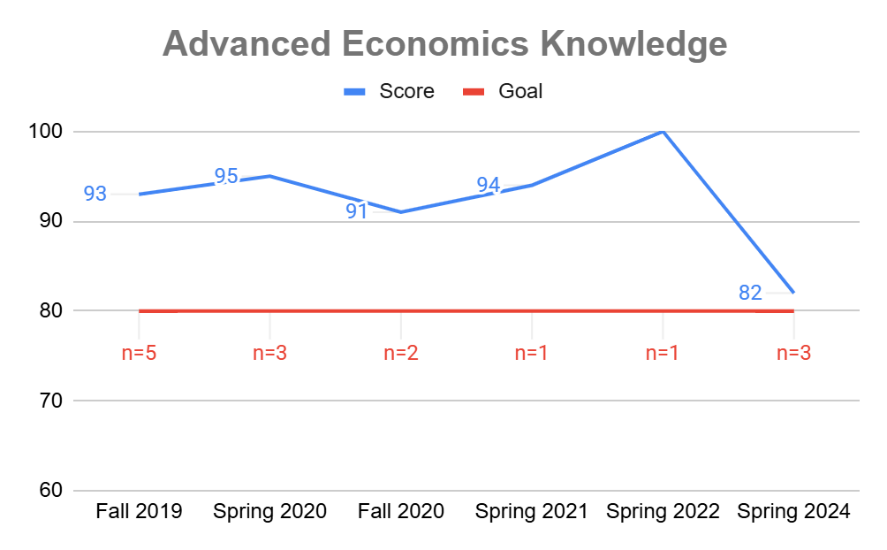 Advanced Economics Knowledge
Score Goal
100
93
95
91
94
90
82
80
n=5 n=3 n=2 n=1 n=1 n=3
70
60
Fall 2019 Spring 2020 Fall 2020 Spring 2021 Spring 2022 Spring 2024